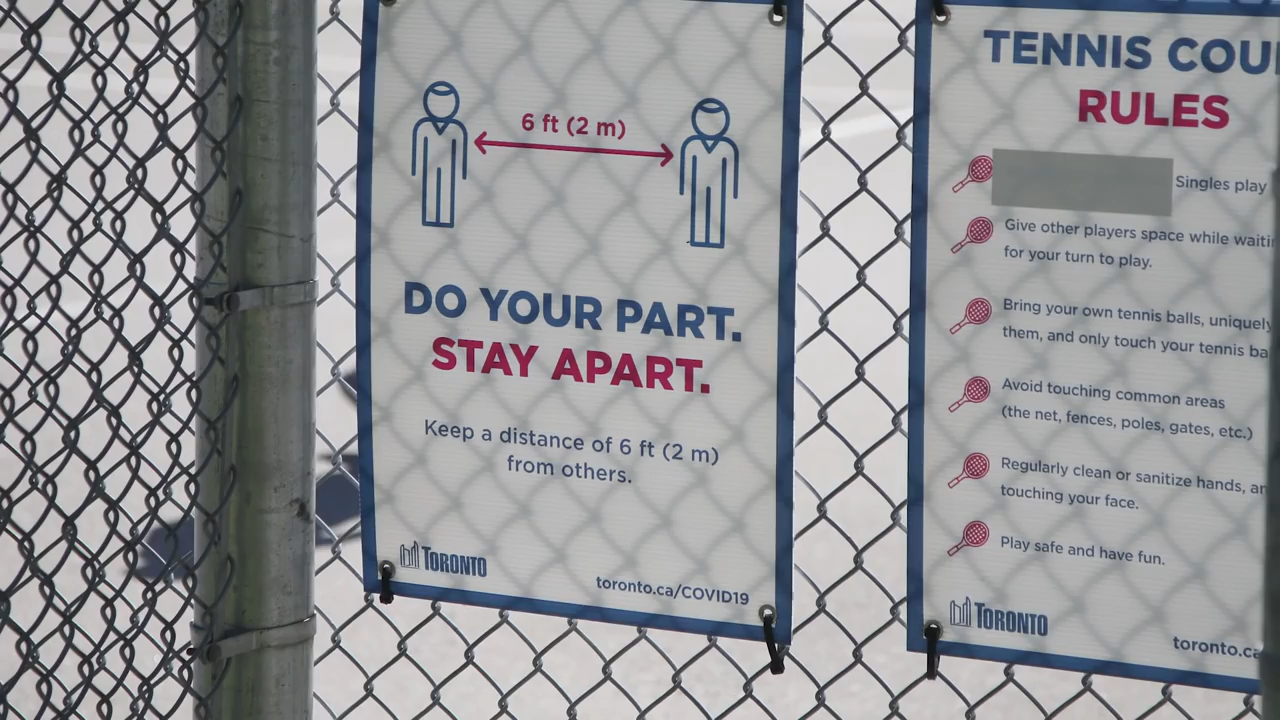 6 ft (2 m)
DO YOUR PART.
STAY APART.
Keep a distance of 6 ft (2 m)
from others.
TORONTO
toronto.ca/COVID19
TENNIS COU
RULES
Singles play
Give other players space while waiti
for your turn to play.
Bring your own tennis balls, uniquely
them, and only touch your tennis ba
Avoid touching common areas
(the net, fences, poles, gates, etc.)
Regularly clean or sanitize hands, an
touching your face.
Play safe and have fun.
TORONTO
toronto.ca